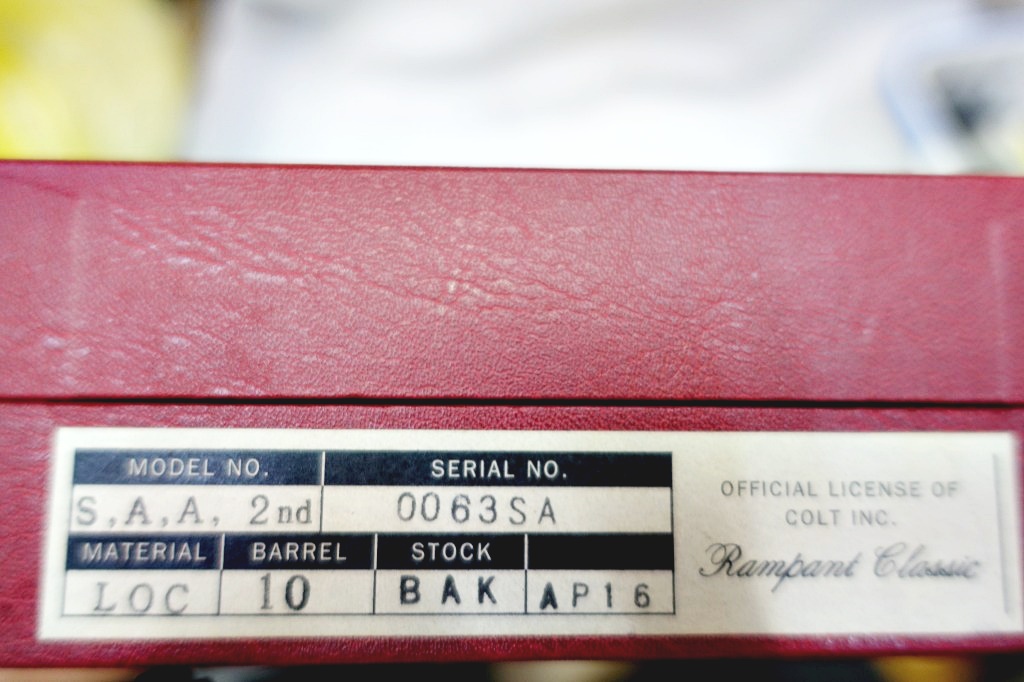 MODEL NO. SERIAL NO.
S,A,A, 2nd 0063SA
MATERIAL BARREL STOCK
LOC 10 BAK AP16
OFFICIAL LICENSE OF
COLT INC.
Rampant Classic